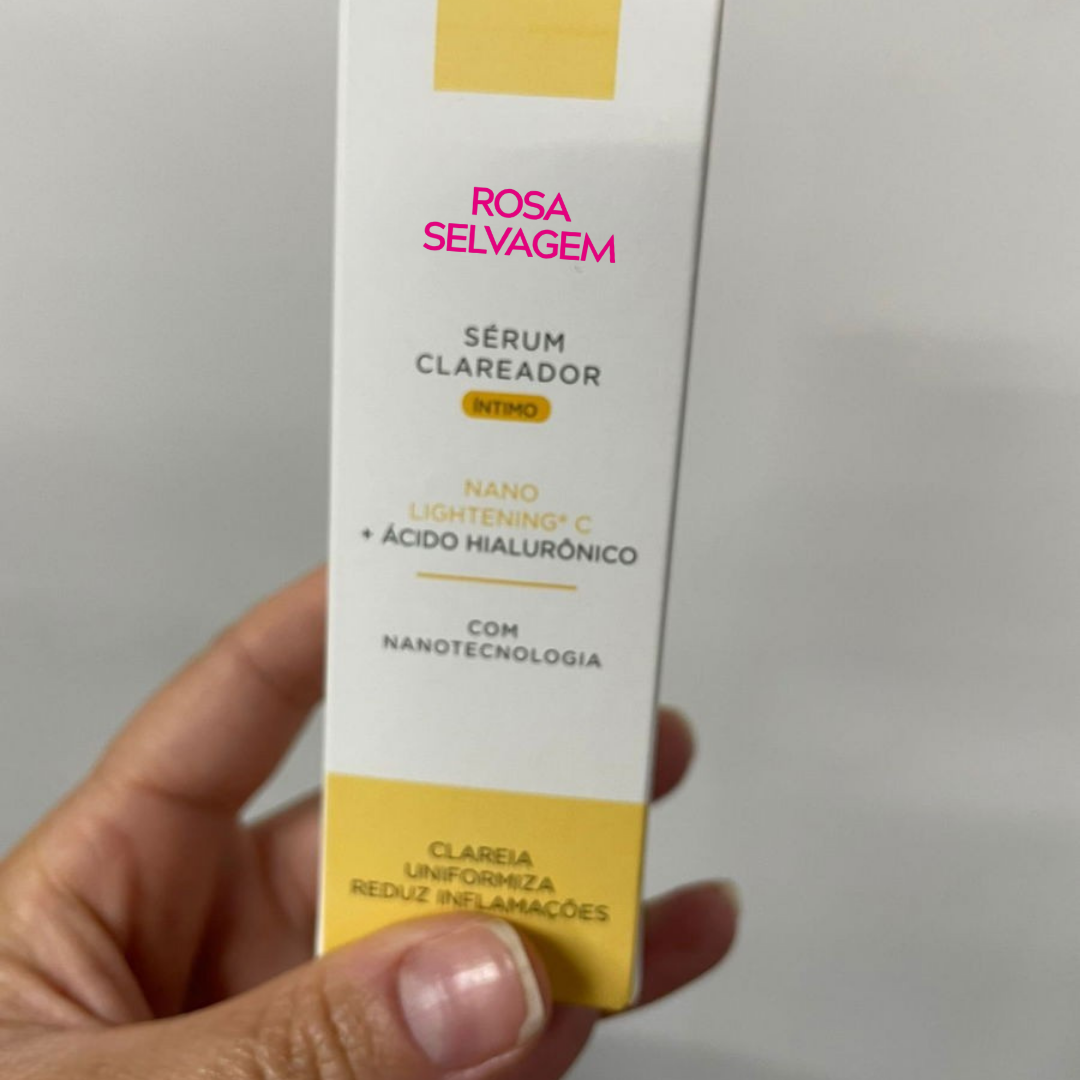 ROSA
SELVAGEM
SÉRUM
CLAREADOR
ÍNTIMO
NANO
LIGHTENING® C
+ ÁCIDO HIALURÔNICO
COM
NANOTECNOLOGIA
CLAREIA
UNIFORMIZA
REDUZ INFLAMAÇÕES